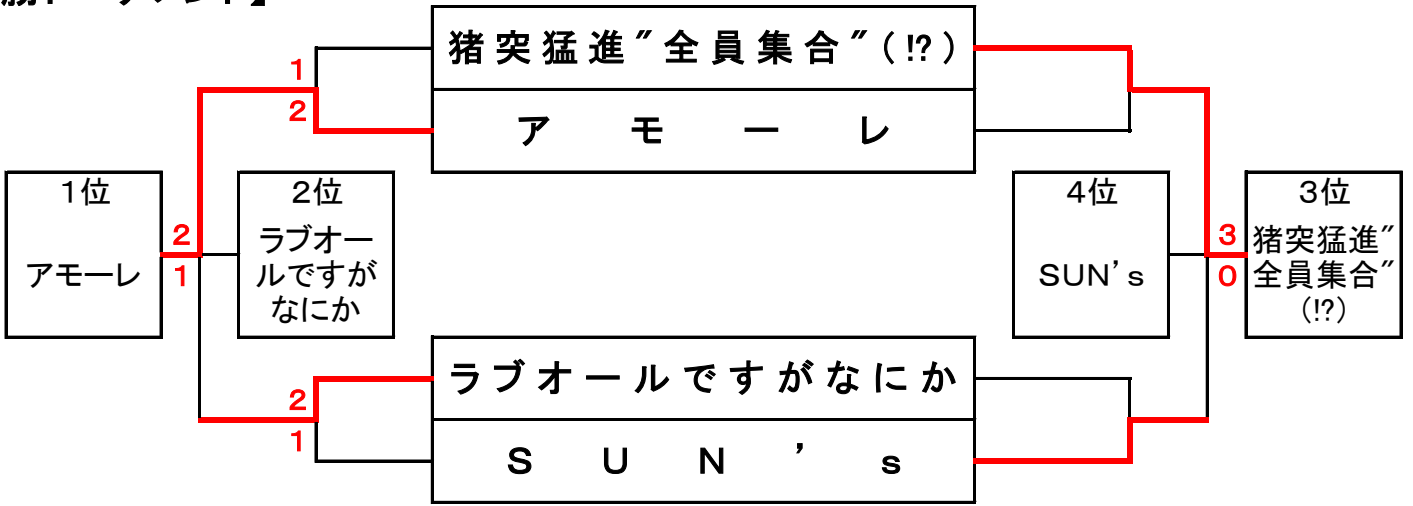 猪突猛進″全員集合″(!?)
1
2
アモーレ
1位
アモーレ
2
1
2位
ラブオー
ルですが
なにか
4位
SUN's
3
0
3位
猪突猛進″
全員集合″
(!?)
ラブオールですがなにか
2
1
SUN's